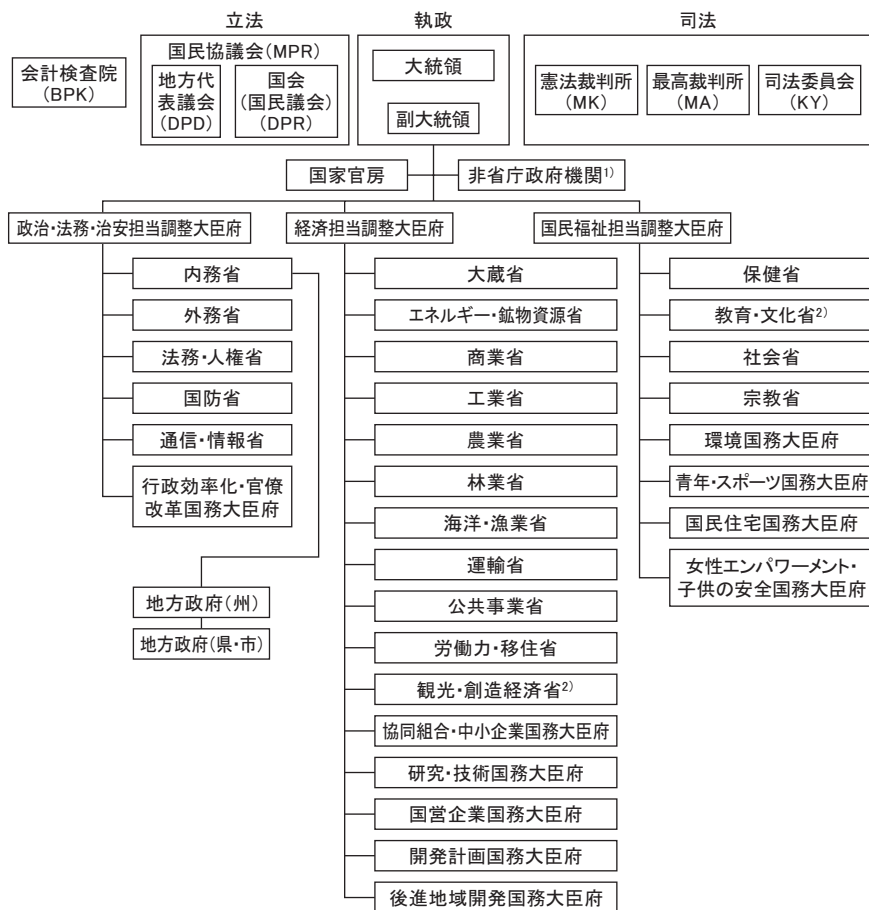 立法
執政
司法
会計検査院
(BPK)
国民協議会(MPR)
地方代
表議会
(DPD)
国会
(国民議会)
(DPR)
大統領
副大統領
憲法裁判所
(MK)
最高裁判所
(MA)
司法委員会
(KY)
国家官房
非省庁政府機関1)
政治・法務・治安担当調整大臣府
経済担当調整大臣府
国民福祉担当調整大臣府
内務省
外務省
法務・人権省
国防省
通信・情報省
行政効率化・官僚
改革国務大臣府
地方政府(州)
地方政府(県・市)
大蔵省
エネルギー・鉱物資源省
商業省
工業省
農業省
林業省
海洋・漁業省
運輸省
公共事業省
労働力・移住省
観光・創造経済省2)
協同組合・中小企業国務大臣府
研究・技術国務大臣府
国営企業国務大臣府
開発計画国務大臣府
後進地域開発国務大臣府
保健省
教育・文化省2)
社会省
宗教省
環境国務大臣府
青年・スポーツ国務大臣府
国民住宅国務大臣府
女性エンパワーメント・
子供の安全国務大臣府